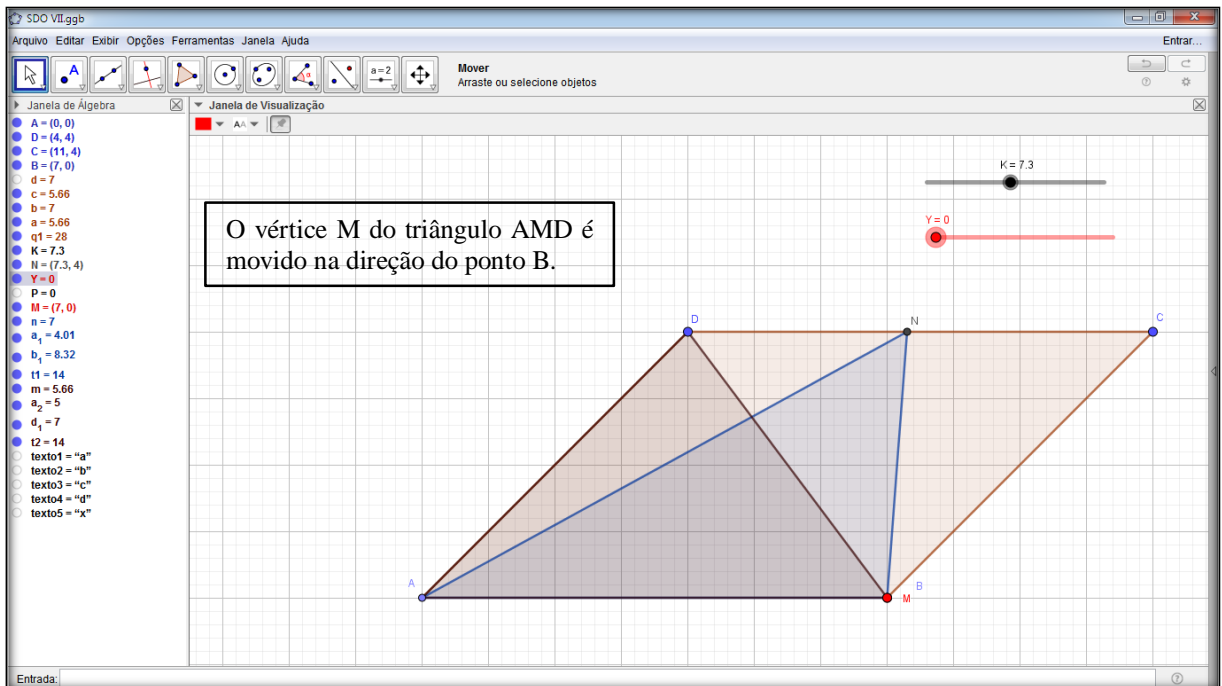 SDO VII.ggb
Arquivo Editar Exibir Opções Ferramentas Janela Ajuda
Entrar...
A
a=2
Mover
Arraste ou selecione objetos
Janela de Álgebra
Janela de Visualização
AA
A = (0, 0)
D = (4, 4)
C = (11, 4)
B = (7, 0)
d = 7
c = 5.66
b = 7
a = 5.66
q1 = 28
K = 7.3
N = (7.3, 4)
Y = 0
P = 0
M = (7, 0)
n = 7
a₁ = 4.01
b₁ = 8.32
t1 = 14
m = 5.66
a₂ = 5
d₁ = 7
t2 = 14
texto1 = “a”
texto2 = “b”
texto3 = “c”
texto4 = “d”
texto5 = “x”
K = 7.3
Y = 0
O vértice M do triângulo AMD é
movido na direção do ponto B.
D
N
C
A
B
M
Entrada: